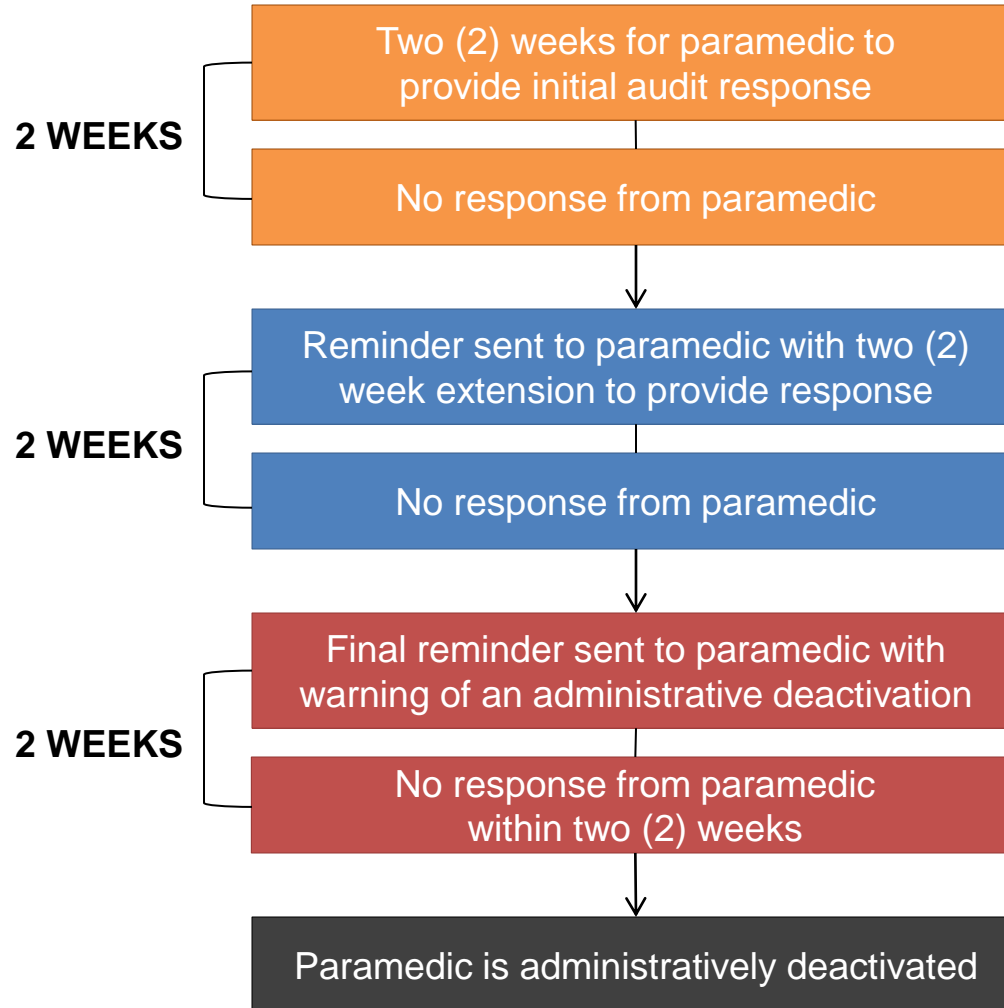 Two (2) weeks for paramedic to
provide initial audit response
2 WEEKS
No response from paramedic
Reminder sent to paramedic with two (2)
week extension to provide response
2 WEEKS
No response from paramedic
Final reminder sent to paramedic with
warning of an administrative deactivation
2 WEEKS
No response from paramedic
within two (2) weeks
Paramedic is administratively deactivated